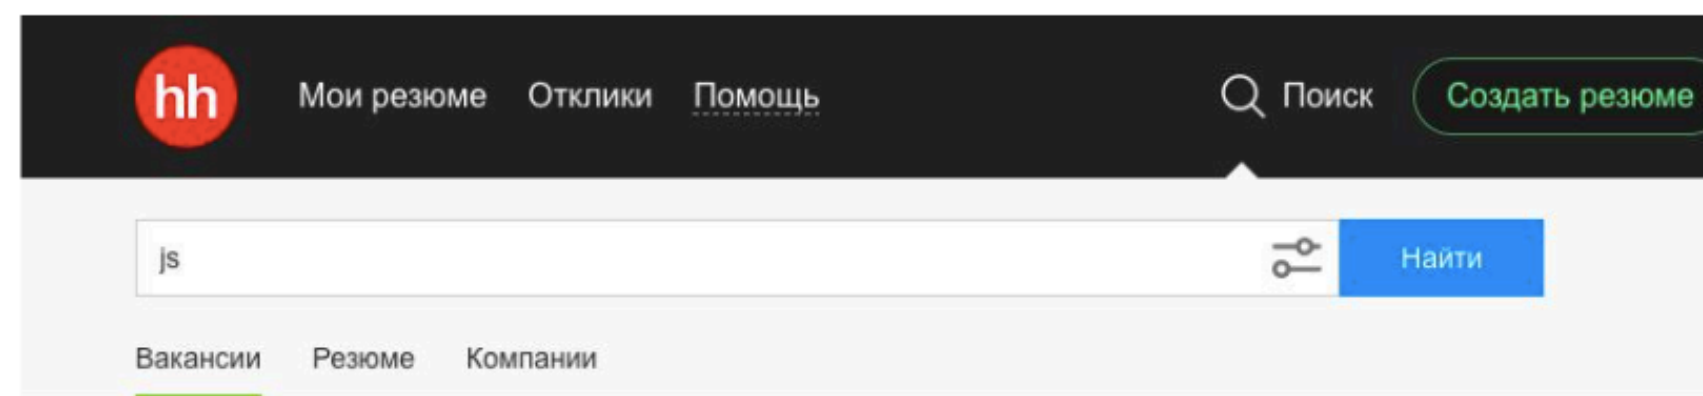 hh Мои резюме Отклики Помощь Поиск Создать резюме
js Найти
Вакансии Резюме Компании